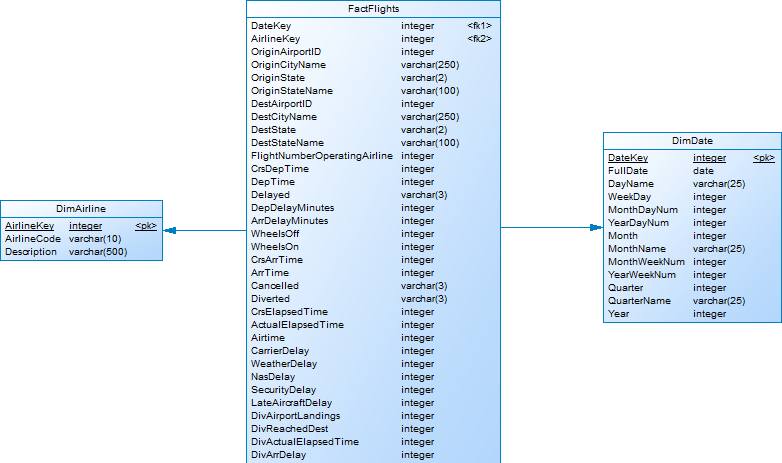 FactFlights
DateKey integer <fk1>
AirlineKey integer <fk2>
OriginAirportID integer
OriginCityName varchar(250)
OriginState varchar(2)
OriginStateName varchar(100)
DestAirportID integer
DestCityName varchar(250)
DestState varchar(2)
DestStateName varchar(100)
FlightNumberOperatingAirline integer
CrsDepTime integer
DepTime integer
Delayed varchar(3)
DepDelayMinutes integer
ArrDelayMinutes integer
WheelsOff integer
WheelsOn integer
CrsArrTime integer
ArrTime integer
Cancelled varchar(3)
Diverted varchar(3)
CrsElapsedTime integer
ActualElapsedTime integer
Airtime integer
CarrierDelay integer
WeatherDelay integer
NasDelay integer
SecurityDelay integer
LateAircraftDelay integer
DivAirportLandings integer
DivReachedDest integer
DivActualElapsedTime integer
DivArrDelay integer
DimAirline
AirlineKey integer <pk>
AirlineCode varchar(10)
Description varchar(500)
DimDate
DateKey integer <pk>
FullDate date
DayName varchar(25)
WeekDay integer
MonthDayNum integer
YearDayNum integer
Month integer
MonthName varchar(25)
MonthWeekNum integer
YearWeekNum integer
Quarter integer
QuarterName varchar(25)
Year integer